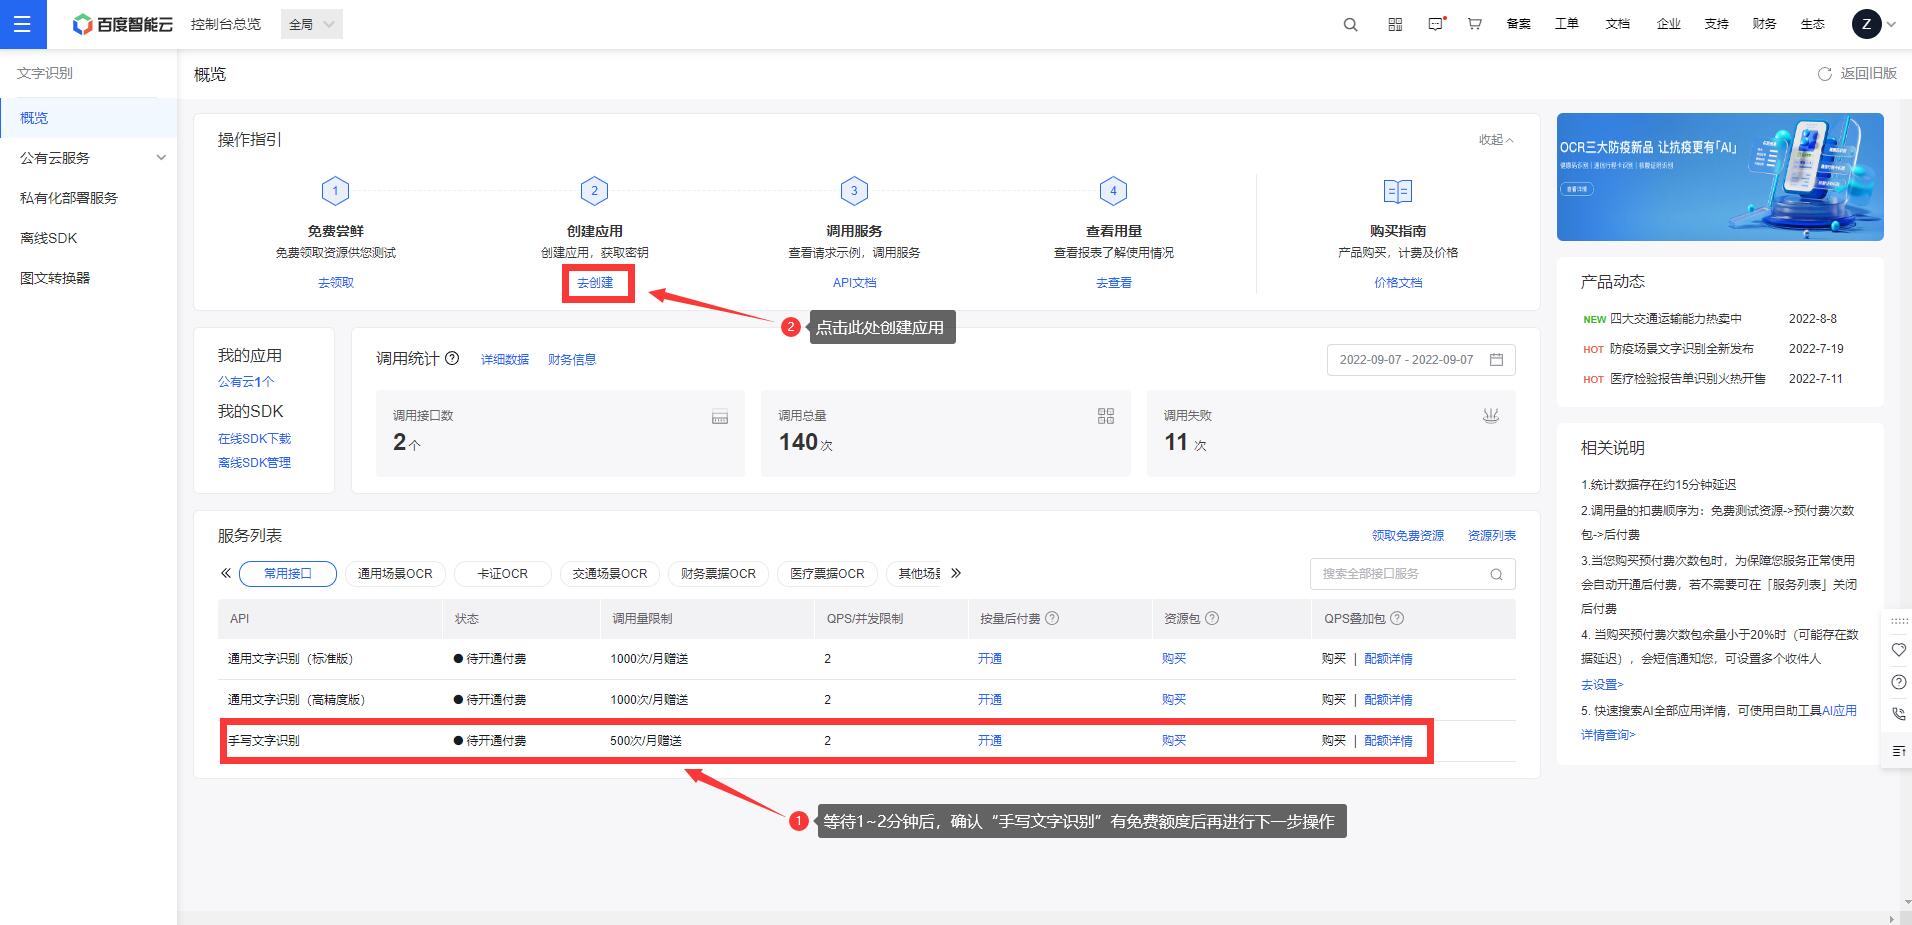 百度智能云
控制台总览
全局
备案
工单
文档
企业
支持
财务
生态
Z
文字识别
概览
公有云服务
私有化部署服务
离线SDK
图文转换器
概览
返回旧版
操作指引
收起
1
免费尝鲜
免费领取资源供您测试
去领取
2
创建应用
创建应用，获取密钥
去创建
3
调用服务
查看请求示例，调用服务
API文档
4
查看用量
查看报表了解使用情况
去查看
购买指南
产品购买，计费及价格
价格文档
2 点击此处创建应用
我的应用
公有云1个
我的SDK
在线SDK下载
离线SDK管理
调用统计
详细数据
财务信息
2022-09-07 - 2022-09-07
调用接口数
2个
调用总量
140次
调用失败
11 次
服务列表
领取免费资源
资源列表
常用接口
通用场景OCR
卡证OCR
交通场景OCR
财务票据OCR
医疗票据OCR
其他场景
搜索全部接口服务
API 状态 调用量限制 QPS/并发限制 按量后付费 资源包 QPS叠加包
通用文字识别（标准版） 待开通付费 1000次/月赠送 2 开通 购买 购买 | 配额详情
通用文字识别（高精度版） 待开通付费 1000次/月赠送 2 开通 购买 购买 | 配额详情
手写文字识别 待开通付费 500次/月赠送 2 开通 购买 购买 | 配额详情
1 等待1~2分钟后，确认“手写文字识别”有免费额度后再进行下一步操作
OCR三大防疫新品 让抗疫更有「AI」
健康码识别 | 通信行程卡识别 | 核酸证明识别
查看详情
产品动态
NEW 四大交通运输能力热卖中 2022-8-8
HOT 防疫场景文字识别全新发布 2022-7-19
HOT 医疗检验报告单识别火热开售 2022-7-11
相关说明
1.统计数据存在约15分钟延迟
2.调用量的扣费顺序为：免费测试资源->预付费次数
包->后付费
3.当您购买预付费次数包时，为保障您服务正常使用
会自动开通后付费，若不需要可在「服务列表」关闭
后付费
4. 当购买预付费次数包余量小于20%时（可能存在数
据延迟），会短信通知您，可设置多个收件人
去设置>
5. 快速搜索AI全部应用详情，可使用自助工具AI应用
详情查询>